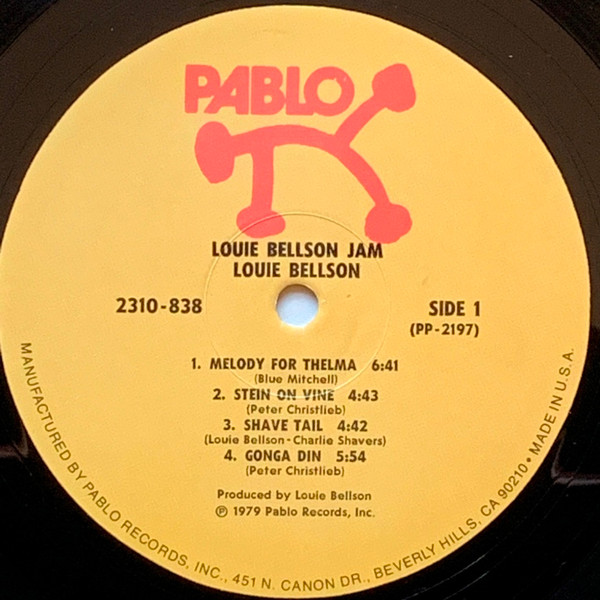 PABLO
LOUIE BELLSON JAM
LOUIE BELLSON
2310-838
SIDE 1
(PP-2197)
1. MELODY FOR THELMA 6:41
(Blue Mitchell)
2. STEIN ON VINE 4:43
(Peter Christlieb)
3. SHAVE TAIL 4:42
(Louie Bellson-Charlie Shavers)
4. GONGA DIN 5:54
(Peter Christlieb)
Produced by Louie Bellson
℗ 1979 Pablo Records, Inc.
MANUFACTURED BY PABLO RECORDS, INC., 451 N. CANON DR., BEVERLY HILLS, CA 90210 • MADE IN U.S.A.